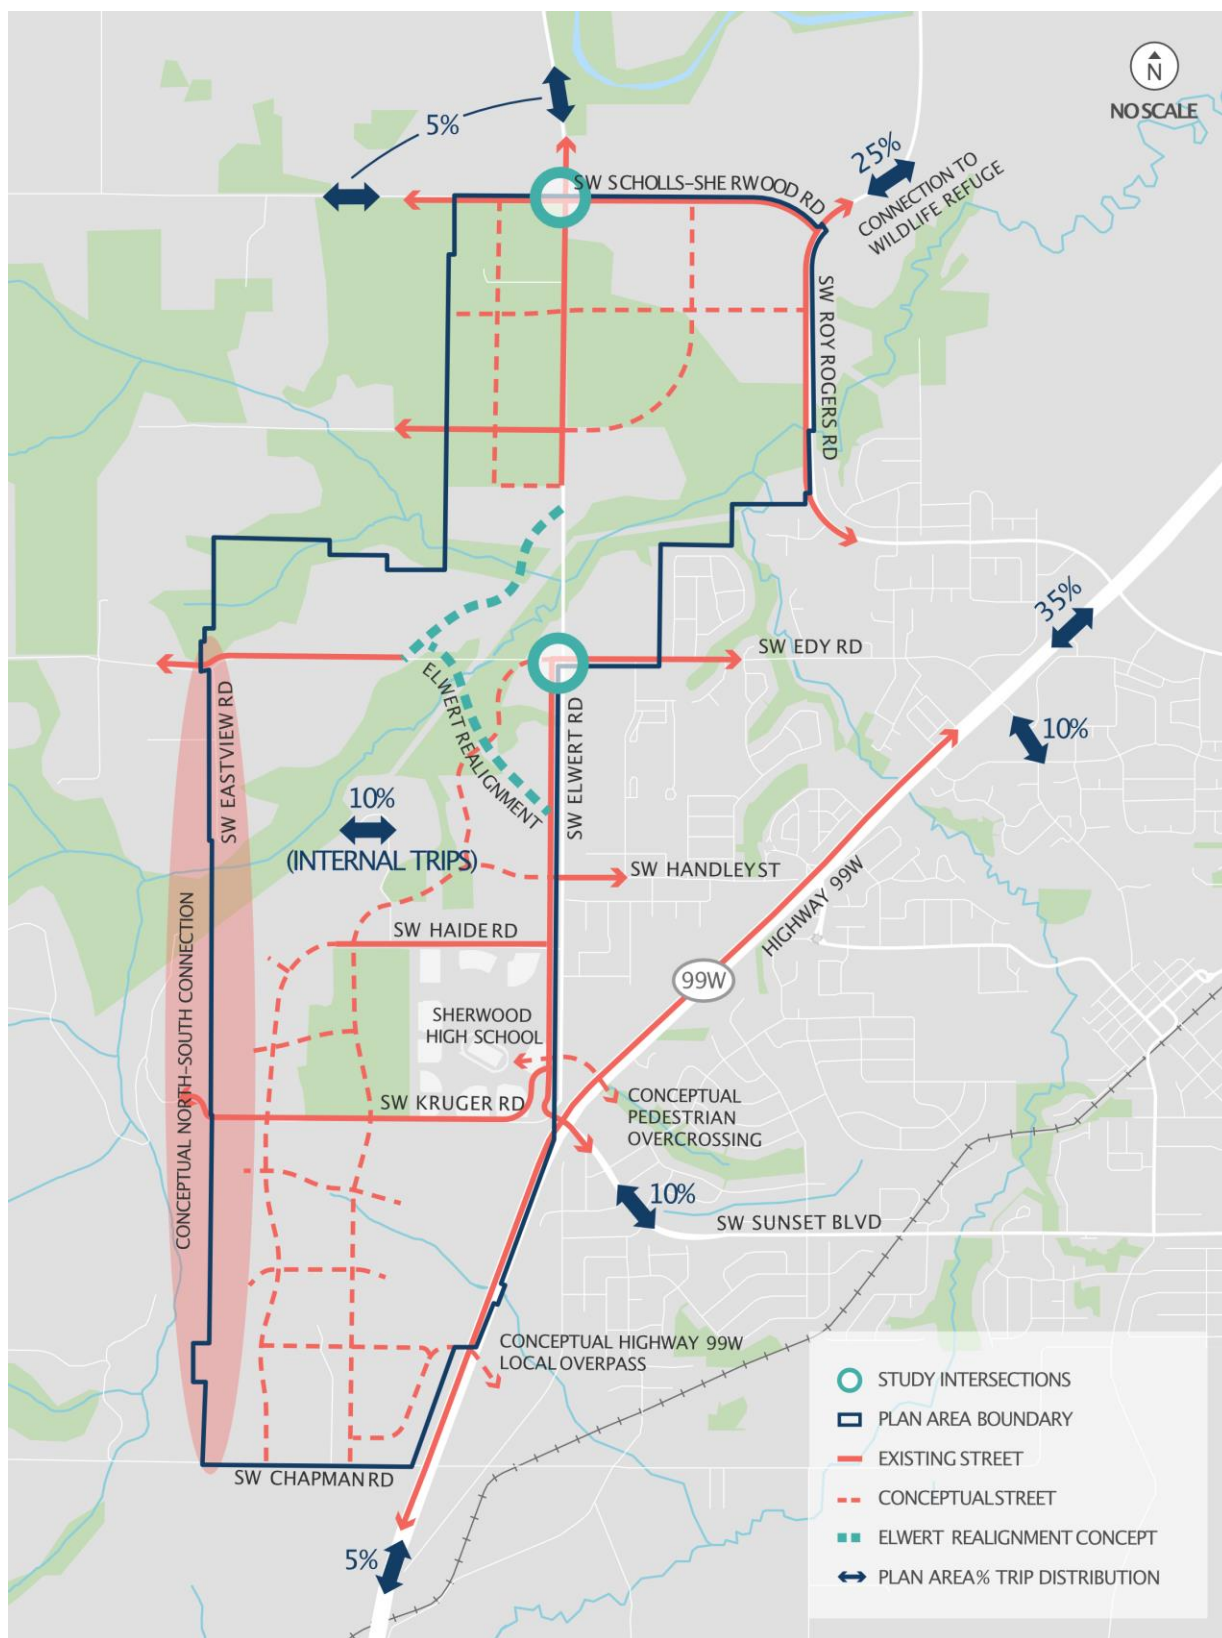 N
NO SCALE
5%
25%
SW SCHOLLS-SHERWOOD RD
CONNECTION TO
WILDLIFE REFUGE
SW ROY ROGERS RD
35%
SW EDY RD
ELWERT REALIGNMENT
SW EASTVIEW RD
SW ELWERT RD
10%
10%
(INTERNAL TRIPS)
SW HANDLEY ST
HIGHWAY 99W
SW HAIDE RD
CONCEPTUAL NORTH-SOUTH CONNECTION
99W
SHERWOOD
HIGH SCHOOL
SW KRUGER RD
CONCEPTUAL
PEDESTRIAN
OVERCROSSING
10%
SW SUNSET BLVD
CONCEPTUAL HIGHWAY 99W
LOCAL OVERPASS
SW CHAPMAN RD
5%
STUDY INTERSECTIONS
PLAN AREA BOUNDARY
EXISTING STREET
CONCEPTUAL STREET
ELWERT REALIGNMENT CONCEPT
PLAN AREA % TRIP DISTRIBUTION